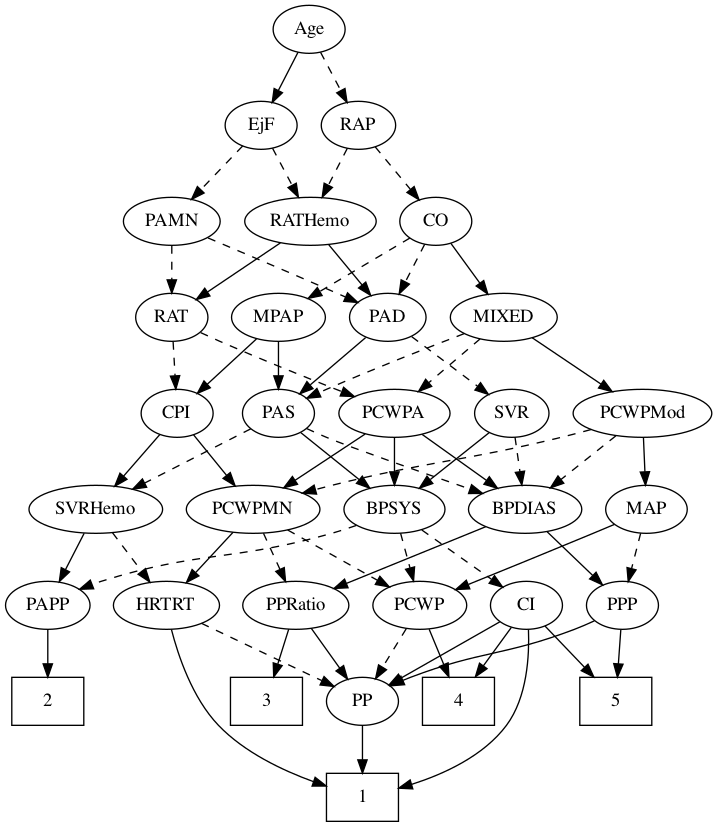 Age
EjF
RAP
PAMN
RATHemo
CO
RAT
MPAP
PAD
MIXED
CPI
PAS
PCWPA
SVR
PCWPMod
SVRHemo
PCWPMN
BPSYS
BPDIAS
MAP
PAPP
HRTRT
PPRatio
PCWP
CI
PPP
2
3
PP
4
5
1